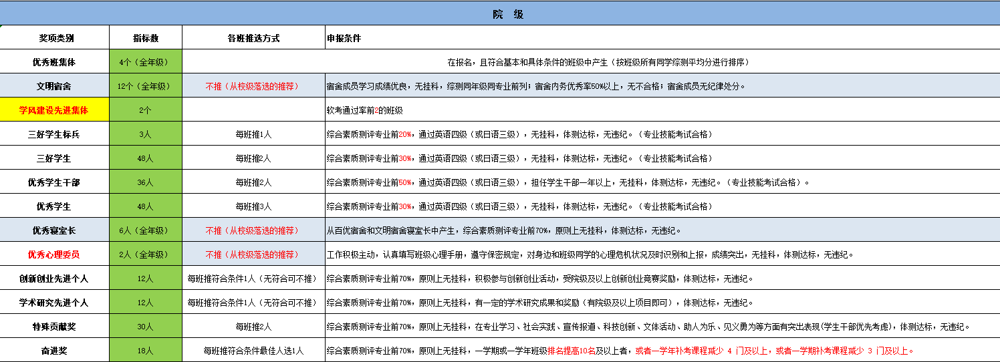 院 级
奖项类别 指标数 各班推选方式 申报条件
优秀班集体 4个（全年级） 在报名，且符合基本和具体条件的班级中产生（按班级所有同学综测平均分进行排序）
文明宿舍 12个（全年级） 不推（从校级落选的推荐） 宿舍成员学习成绩优良，无挂科，综测同年级同专业前列；宿舍内务优秀率50%以上，无不合格；宿舍成员无纪律处分。
学风建设先进集体 2个 软考通过率前2的班级
三好学生标兵 3人 每班推1人 综合素质测评专业前20%，通过英语四级（或日语三级），无挂科，体测达标，无违纪。（专业技能考试合格）
三好学生 48人 每班推2人 综合素质测评专业前30%，通过英语四级（或日语三级），无挂科，体测达标，无违纪。（专业技能考试合格）
优秀学生干部 36人 每班推2人 综合素质测评专业前50%，通过英语四级（或日语三级），担任学生干部一年以上，无挂科，体测达标，无违纪。（专业技能考试合格）。
优秀学生 48人 每班推3人 综合素质测评专业前30%，通过英语四级（或日语三级），无挂科，体测达标，无违纪。（专业技能考试合格）
优秀寝室长 6人（全年级） 不推（从校级落选的推荐） 从百优宿舍和文明宿舍寝室长中产生，综合素质测评专业前70%，原则上无挂科，体测达标，无违纪。
优秀心理委员 2人（全年级） 不推（从校级落选的推荐） 工作积极主动，认真填写班级心理手册，遵守保密规定，对身边和班级同学的心理危机状况及时识别和上报，成绩突出，无挂科，体测达标，无违纪。
创新创业先进个人 12人 每班推符合条件1人（无符合可不推） 综合素质测评专业前70%，原则上无挂科，积极参与创新创业活动，受院级及以上创新创业竞赛奖励，体测达标，无违纪。
学术研究先进个人 12人 每班推符合条件1人（无符合可不推） 综合素质测评专业前70%，原则上无挂科，有一定的学术研究成果和奖励（有院级及以上项目即可），体测达标，无违纪。
特殊贡献奖 30人 每班推2人 综合素质测评专业前70%，原则上无挂科，在专业学习、社会实践、宣传报道、科技创新、文体活动、助人为乐、见义勇为等方面有突出表现(学生干部优先考虑)，体测达标，无违纪。
奋进奖 18人 每班推符合条件最佳人选1人 综合素质测评专业前70%，原则上无挂科，一学期或一学年班级排名提高10名及以上者，或者一学年补考课程减少 4 门及以上，或者一学期补考课程减少 3 门及以上。